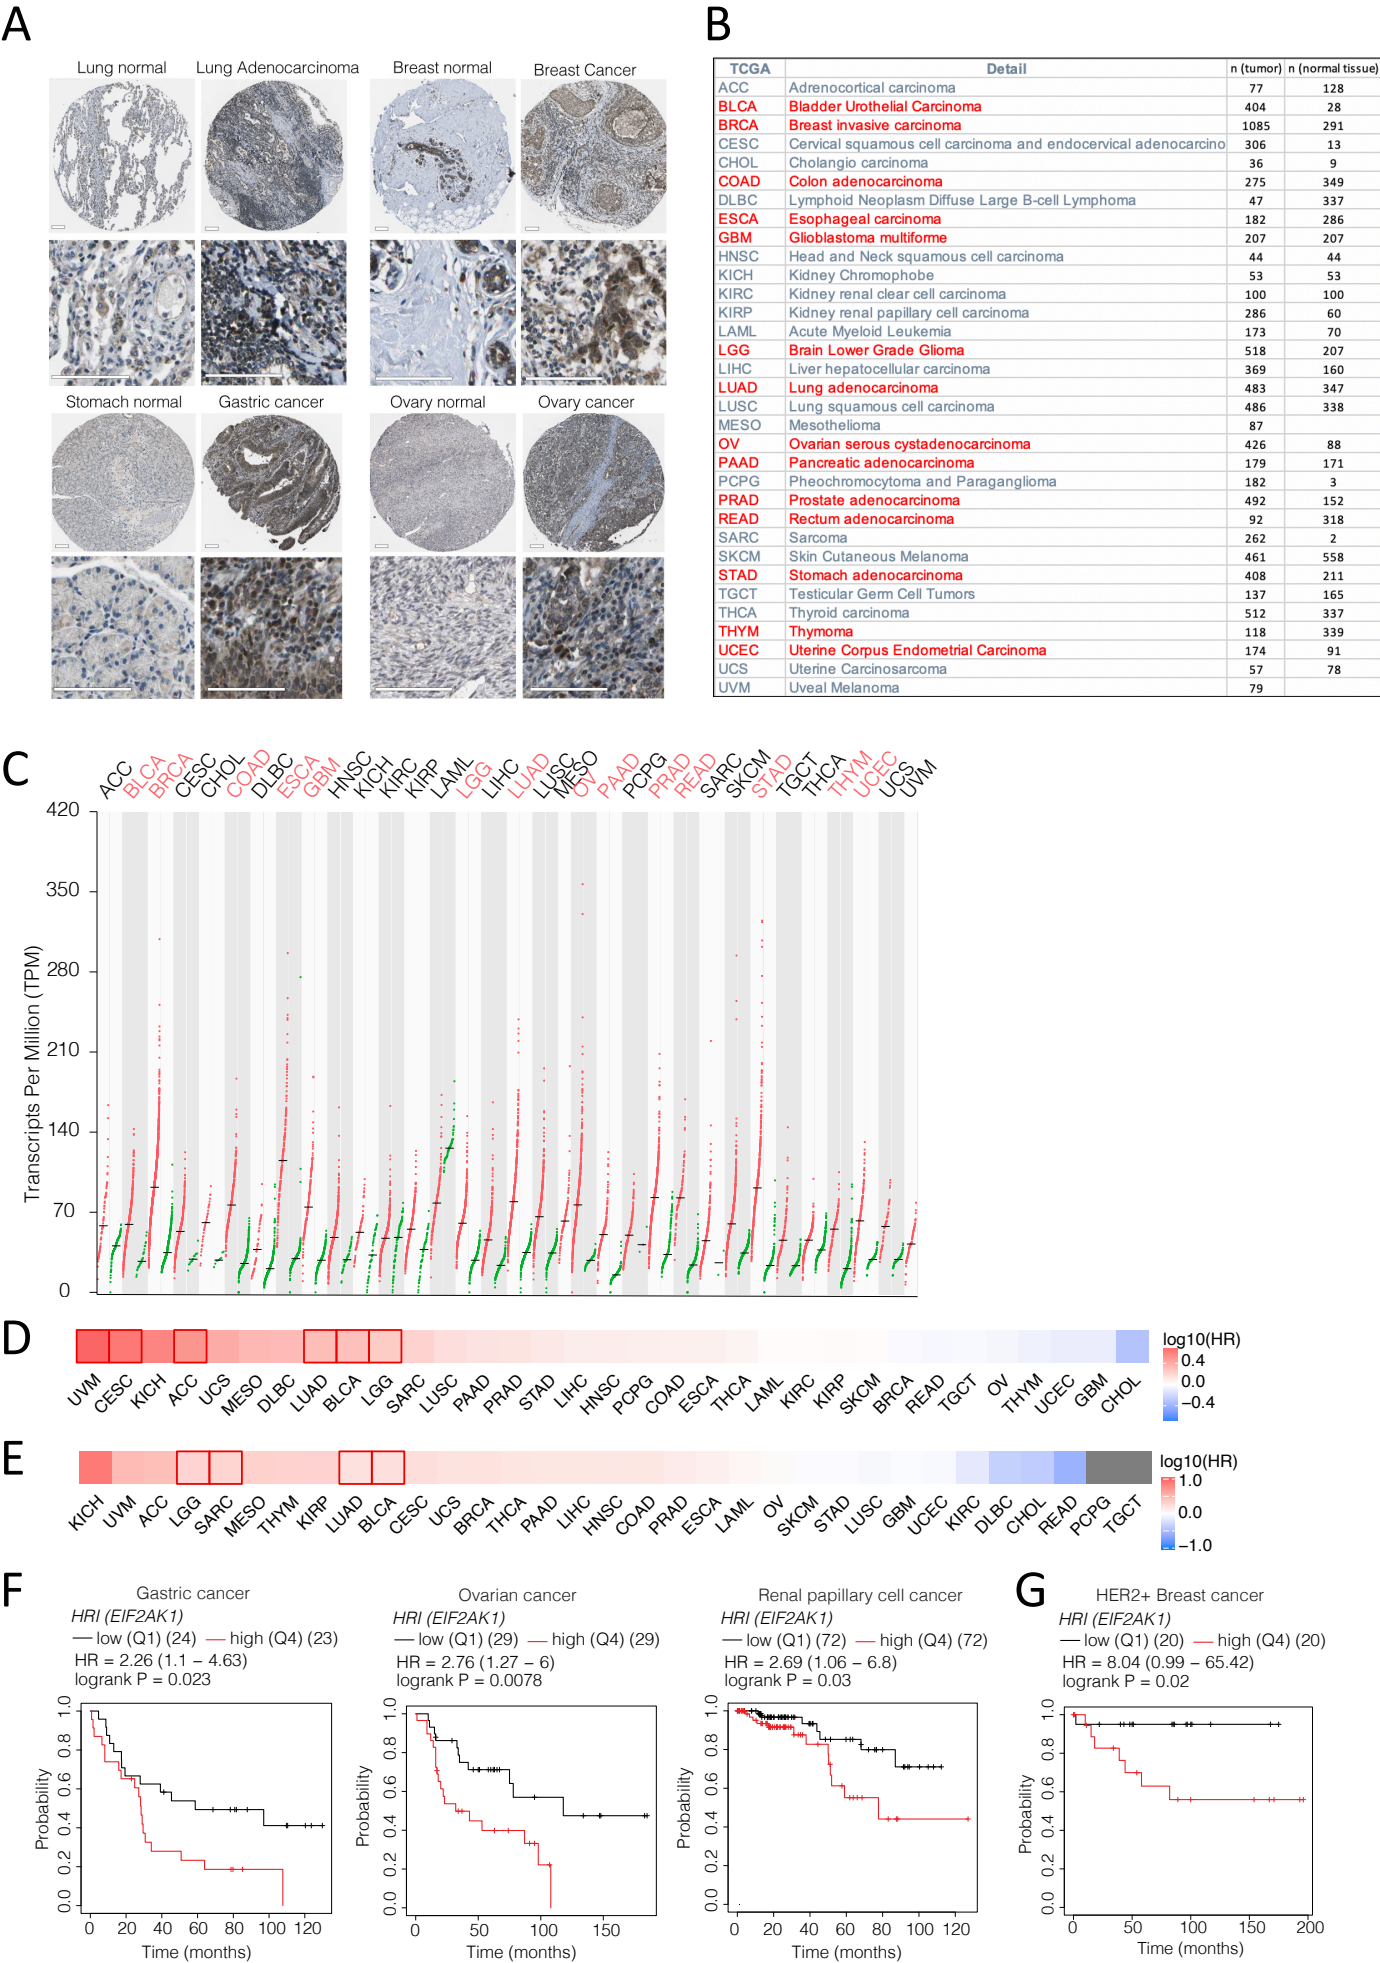 A
Lung normal
Lung Adenocarcinoma
Breast normal
Breast Cancer
Stomach normal
Gastric cancer
Ovary normal
Ovary cancer
B
TCGA Detail n (tumor) n (normal tissue)
ACC Adrenocortical carcinoma 77 128
BLCA Bladder Urothelial Carcinoma 404 28
BRCA Breast invasive carcinoma 1085 291
CESC Cervical squamous cell carcinoma and endocervical adenocarcino 306 13
CHOL Cholangio carcinoma 36 9
COAD Colon adenocarcinoma 275 349
DLBC Lymphoid Neoplasm Diffuse Large B-cell Lymphoma 47 337
ESCA Esophageal carcinoma 182 286
GBM Glioblastoma multiforme 207 207
HNSC Head and Neck squamous cell carcinoma 44 44
KICH Kidney Chromophobe 53 53
KIRC Kidney renal clear cell carcinoma 100 100
KIRP Kidney renal papillary cell carcinoma 286 60
LAML Acute Myeloid Leukemia 173 70
LGG Brain Lower Grade Glioma 518 207
LIHC Liver hepatocellular carcinoma 369 160
LUAD Lung adenocarcinoma 483 347
LUSC Lung squamous cell carcinoma 486 338
MESO Mesothelioma 87
OV Ovarian serous cystadenocarcinoma 426 88
PAAD Pancreatic adenocarcinoma 179 171
PCPG Pheochromocytoma and Paraganglioma 182 3
PRAD Prostate adenocarcinoma 492 152
READ Rectum adenocarcinoma 92 318
SARC Sarcoma 262 2
SKCM Skin Cutaneous Melanoma 461 558
STAD Stomach adenocarcinoma 408 211
TGCT Testicular Germ Cell Tumors 137 165
THCA Thyroid carcinoma 512 337
THYM Thymoma 118 339
UCEC Uterine Corpus Endometrial Carcinoma 174 91
UCS Uterine Carcinosarcoma 57 78
UVM Uveal Melanoma 79
C
ACC BLCA BRCA CESC CHOL COAD DLBC ESCA GBM HNSC KICH KIRC KIRP LAML LGG LIHC LUAD LUSC MESO OV PAAD PCPG PRAD READ SARC SKCM STAD TGCT THCA THYM UCEC UCS UVM
Transcripts Per Million (TPM)
420
350
280
210
140
70
0
D
UVM CESC KICH ACC UCS MESO DLBC LUAD BLCA LGG SARC LUSC PAAD PRAD STAD LIHC HNSC PCPG COAD ESCA THCA LAML KIRC KIRP SKCM BRCA READ TGCT OV THYM UCEC GBM CHOL
log10(HR)
0.4
0.0
−0.4
E
KICH UVM ACC LGG SARC MESO THYM KIRP LUAD BLCA CESC UCS BRCA THCA PAAD LIHC HNSC COAD PRAD ESCA LAML OV SKCM STAD LUSC GBM UCEC KIRC DLBC CHOL READ PCPG TGCT
log10(HR)
1.0
0.0
−1.0
F
Gastric cancer
HRI (EIF2AK1)
low (Q1) (24) high (Q4) (23)
HR = 2.26 (1.1 – 4.63)
logrank P = 0.023
Probability
1.0
0.8
0.6
0.4
0.2
0.0
0 20 40 60 80 100 120
Time (months)
Ovarian cancer
HRI (EIF2AK1)
low (Q1) (29) high (Q4) (29)
HR = 2.76 (1.27 – 6)
logrank P = 0.0078
Probability
1.0
0.8
0.6
0.4
0.2
0.0
0 50 100 150
Time (months)
Renal papillary cell cancer
HRI (EIF2AK1)
low (Q1) (72) high (Q4) (72)
HR = 2.69 (1.06 – 6.8)
logrank P = 0.03
Probability
1.0
0.8
0.6
0.4
0.2
0.0
0 20 40 60 80 100 120
Time (months)
G
HER2+ Breast cancer
HRI (EIF2AK1)
low (Q1) (20) high (Q4) (20)
HR = 8.04 (0.99 – 65.42)
logrank P = 0.02
Probability
1.0
0.8
0.6
0.4
0.2
0.0
0 50 100 150 200
Time (months)